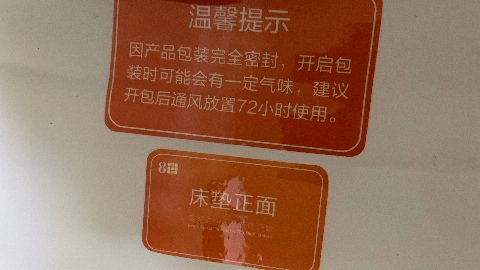 温馨提示
因产品包装完全密封，开启包
装时可能会有一定气味，建议
开包后通风放置72小时使用。
8
床垫正面